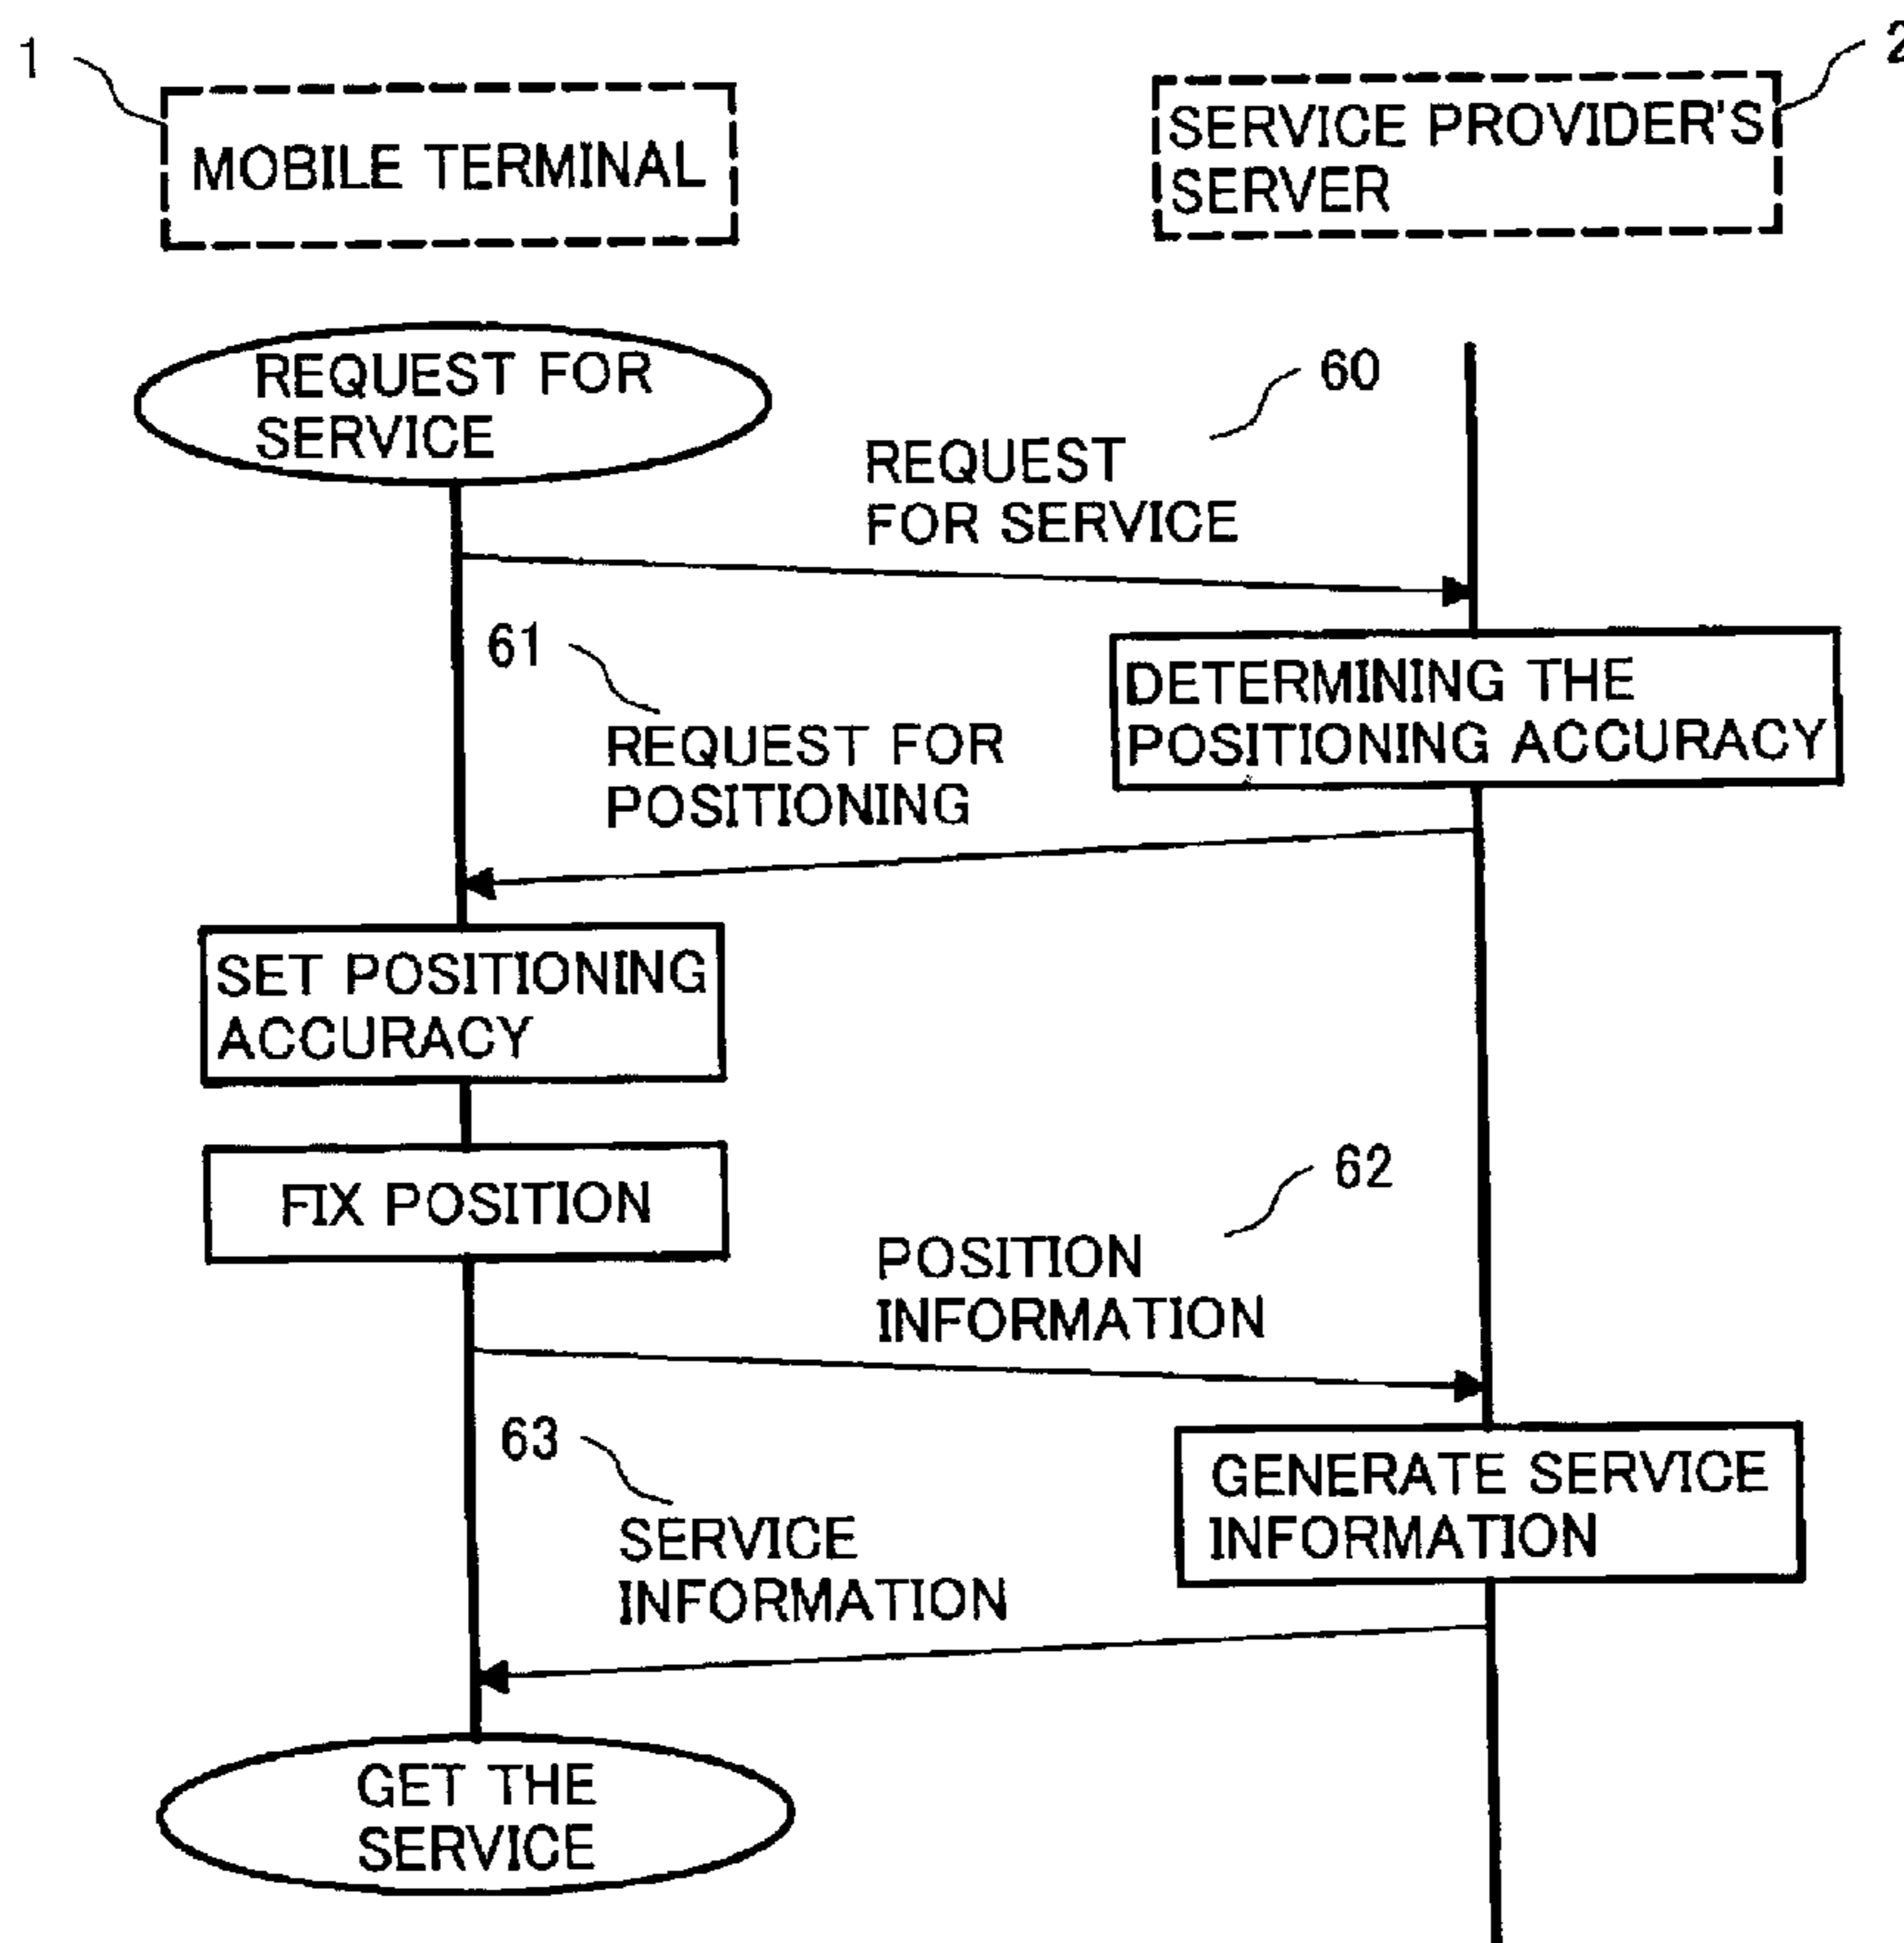 1
2
MOBILE TERMINAL
SERVICE PROVIDER'S
SERVER
REQUEST FOR
SERVICE
60
REQUEST
FOR SERVICE
61
DETERMINING THE
POSITIONING ACCURACY
REQUEST FOR
POSITIONING
SET POSITIONING
ACCURACY
FIX POSITION
62
POSITION
INFORMATION
63
GENERATE SERVICE
INFORMATION
SERVICE
INFORMATION
GET THE
SERVICE